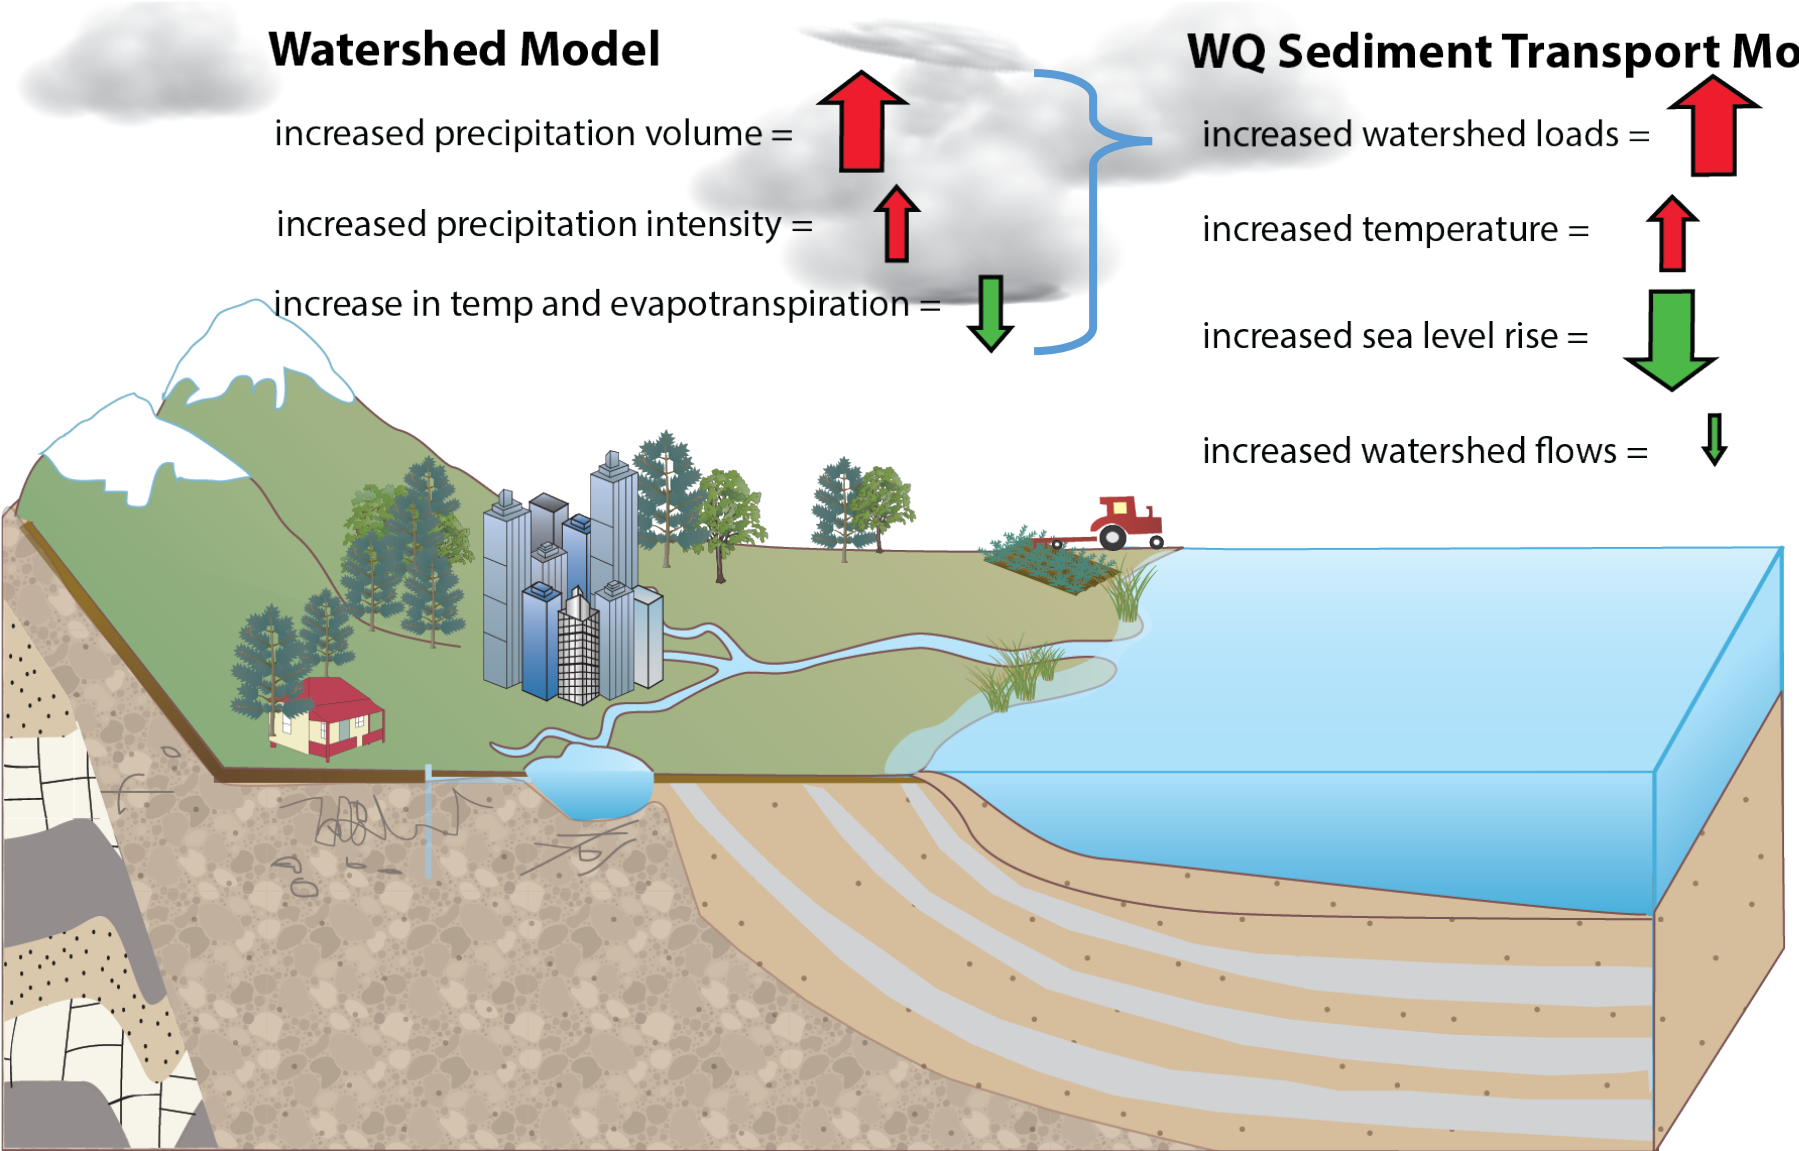 Watershed Model
increased precipitation volume =
increased precipitation intensity =
increase in temp and evapotranspiration =
WQ Sediment Transport Mo
increased watershed loads =
increased temperature =
increased sea level rise =
increased watershed flows =